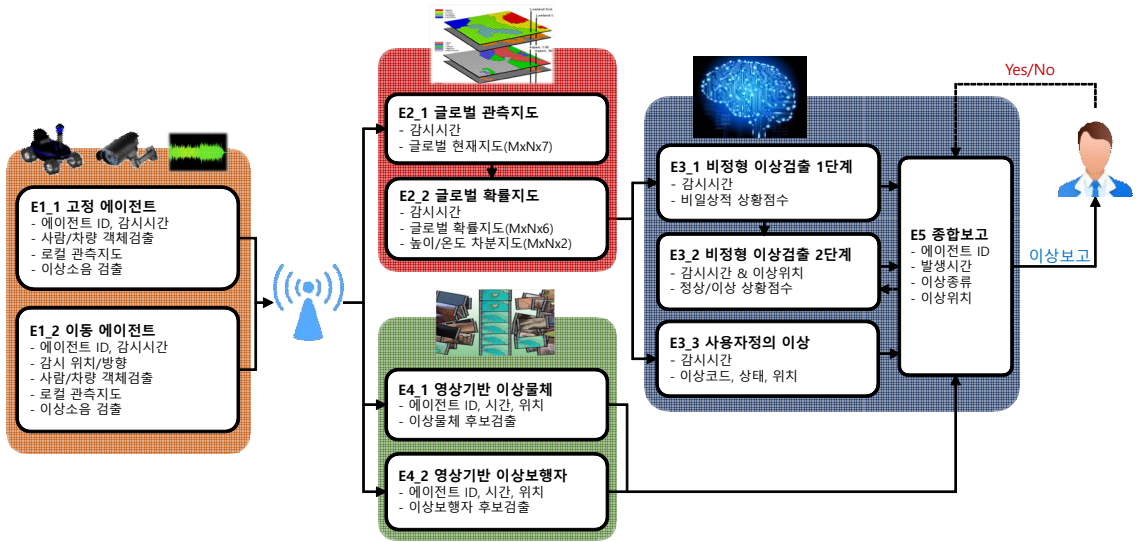 E1_1 고정 에이전트
- 에이전트 ID, 감시시간
- 사람/차량 객체검출
- 로컬 관측지도
- 이상소음 검출
E1_2 이동 에이전트
- 에이전트 ID, 감시시간
- 감시 위치/방향
- 사람/차량 객체검출
- 로컬 관측지도
- 이상소음 검출
E2_1 글로벌 관측지도
- 감시시간
- 글로벌 현재지도(MxNx7)
E2_2 글로벌 확률지도
- 감시시간
- 글로벌 확률지도(MxNx6)
- 높이/온도 차분지도(MxNx2)
E4_1 영상기반 이상물체
- 에이전트 ID, 시간, 위치
- 이상물체 후보검출
E4_2 영상기반 이상보행자
- 에이전트 ID, 시간, 위치
- 이상보행자 후보검출
E3_1 비정형 이상검출 1단계
- 감시시간
- 비일상적 상황점수
E3_2 비정형 이상검출 2단계
- 감시시간 & 이상위치
- 정상/이상 상황점수
E3_3 사용자정의 이상
- 감시시간
- 이상코드, 상태, 위치
E5 종합보고
- 에이전트 ID
- 발생시간
- 이상종류
- 이상위치
Yes/No
이상보고